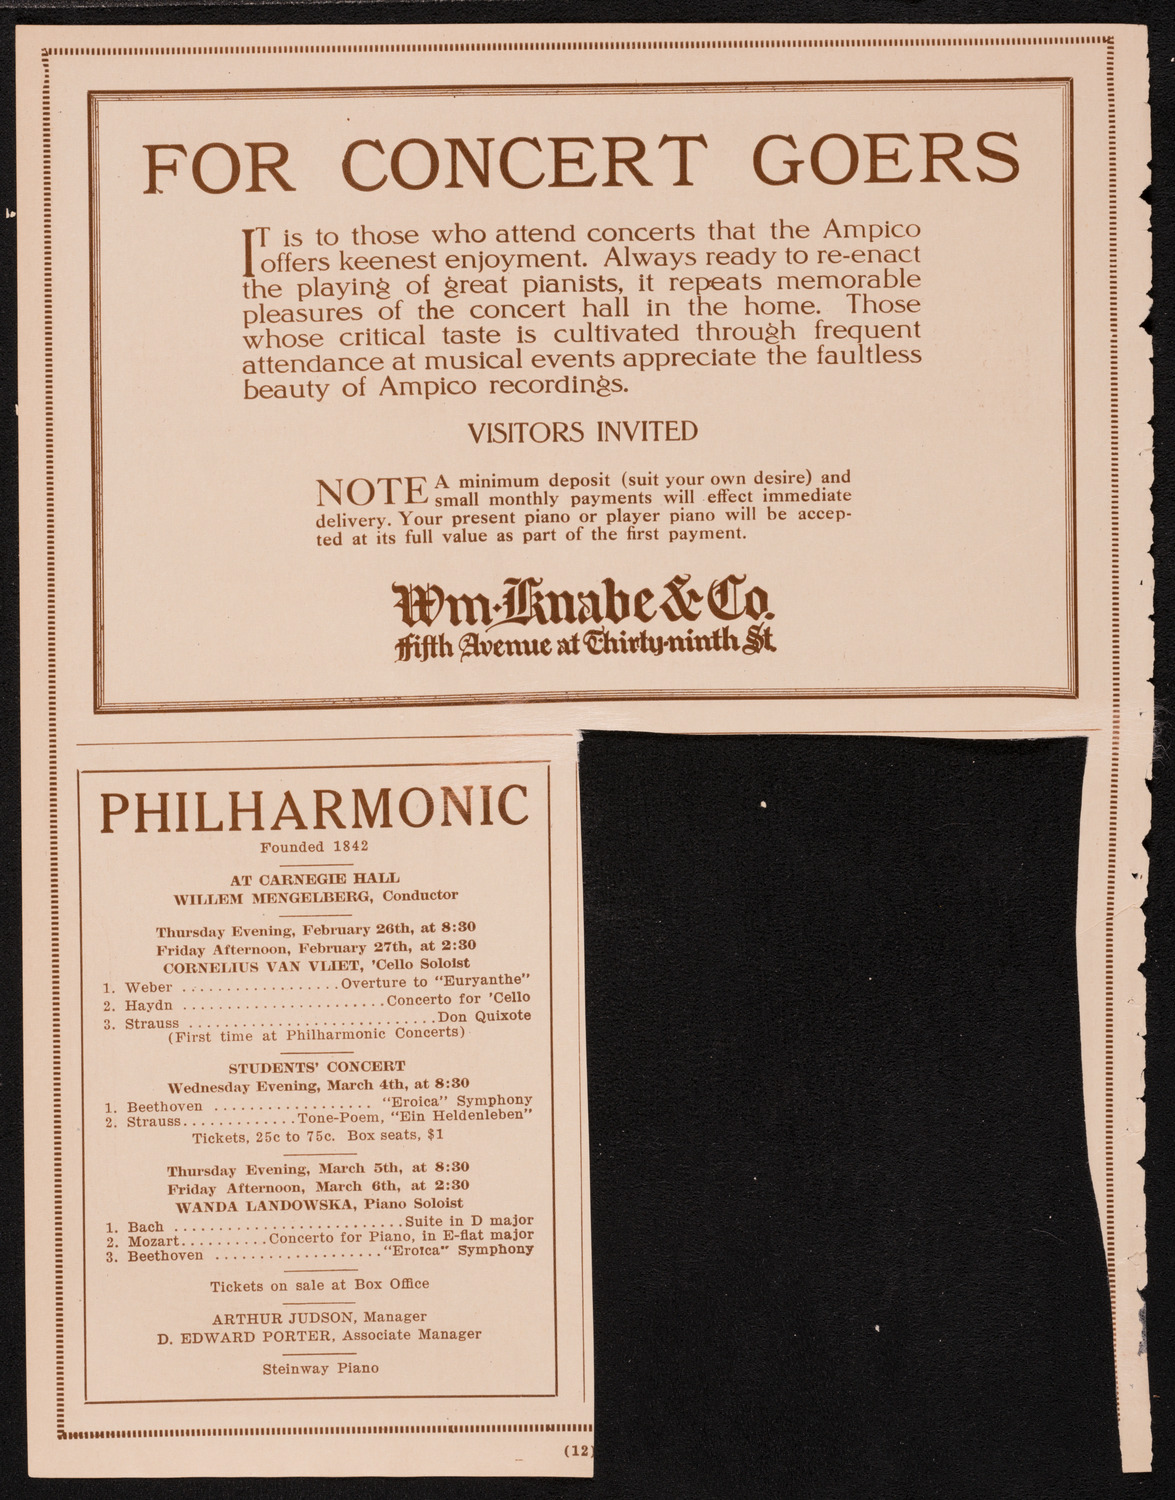 FOR CONCERT GOERS
IT is to those who attend concerts that the Ampico
offers keenest enjoyment. Always ready to re-enact
the playing of great pianists, it repeats memorable
pleasures of the concert hall in the home. Those
whose critical taste is cultivated through frequent
attendance at musical events appreciate the faultless
beauty of Ampico recordings.
VISITORS INVITED
NOTE A minimum deposit (suit your own desire) and
small monthly payments will effect immediate
delivery. Your present piano or player piano will be accep-
ted at its full value as part of the first payment.
Wm. Knabe & Co.
Fifth Avenue at Thirty-ninth St.
PHILHARMONIC
Founded 1842
AT CARNEGIE HALL
WILLEM MENGELBERG, Conductor
Thursday Evening, February 26th, at 8:30
Friday Afternoon, February 27th, at 2:30
CORNELIUS VAN VLIET, 'Cello Soloist
1. Weber ..................Overture to "Euryanthe"
2. Haydn .......................Concerto for 'Cello
3. Strauss ............................Don Quixote
(First time at Philharmonic Concerts)
STUDENTS' CONCERT
Wednesday Evening, March 4th, at 8:30
1. Beethoven .................. "Eroica" Symphony
2. Strauss.............Tone-Poem, "Ein Heldenleben"
Tickets, 25c to 75c. Box seats, $1
Thursday Evening, March 5th, at 8:30
Friday Afternoon, March 6th, at 2:30
WANDA LANDOWSKA, Piano Soloist
1. Bach ..........................Suite in D major
2. Mozart..........Concerto for Piano, in E-flat major
3. Beethoven ...................."Eroica" Symphony
Tickets on sale at Box Office
ARTHUR JUDSON, Manager
D. EDWARD PORTER, Associate Manager
Steinway Piano
(12)